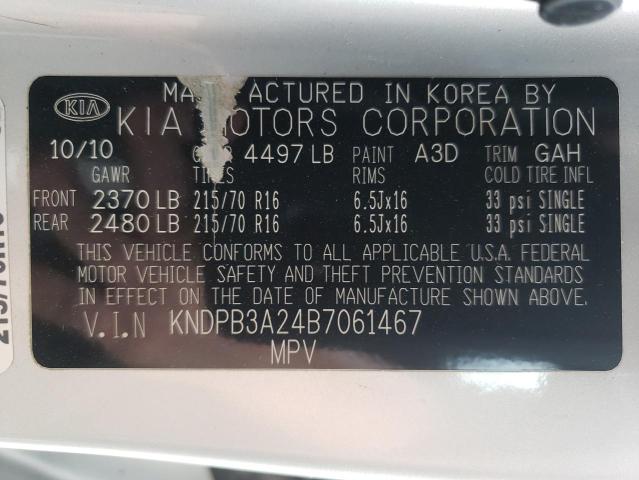 KIA
MANUFACTURED IN KOREA BY
KIA MOTORS CORPORATION
10/10 4497 LB PAINT A3D TRIM GAH
GAWR TIRES RIMS COLD TIRE INFL
FRONT 2370 LB 215/70 R16 6.5Jx16 33 psi SINGLE
REAR 2480 LB 215/70 R16 6.5Jx16 33 psi SINGLE
THIS VEHICLE CONFORMS TO ALL APPLICABLE U.S.A. FEDERAL
MOTOR VEHICLE SAFETY AND THEFT PREVENTION STANDARDS
IN EFFECT ON THE DATE OF MANUFACTURE SHOWN ABOVE.
V.I.N KNDPB3A24B7061467
MPV